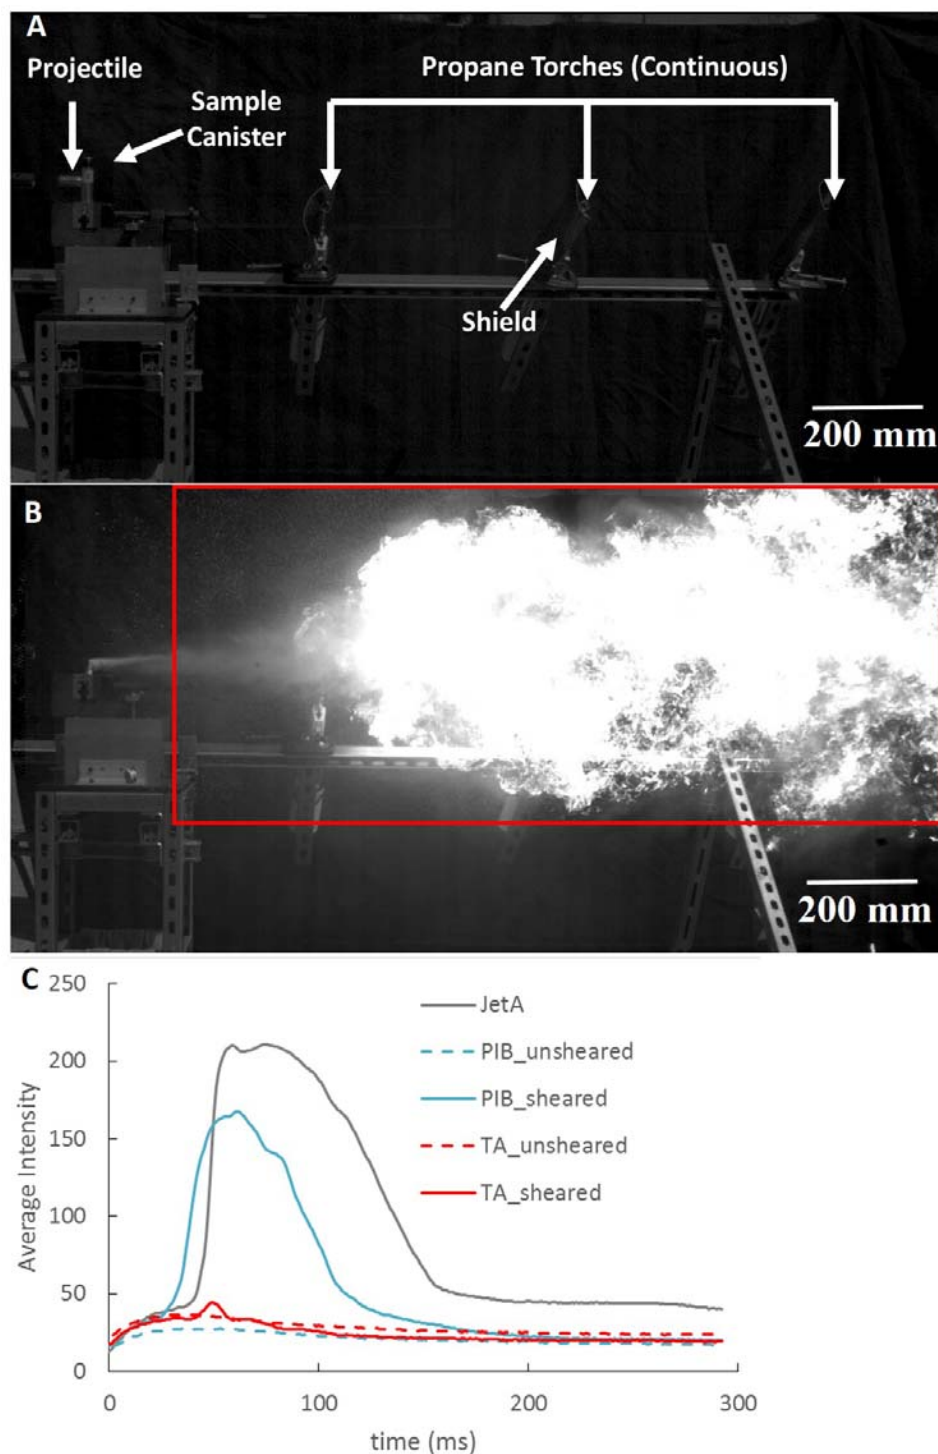 A
Projectile
Sample
Canister
Propane Torches (Continuous)
Shield
200 mm
B
200 mm
C
250
200
150
100
50
0
Average Intensity
JetA
PIB_unsheared
PIB_sheared
TA_unsheared
TA_sheared
0
100
200
300
time (ms)